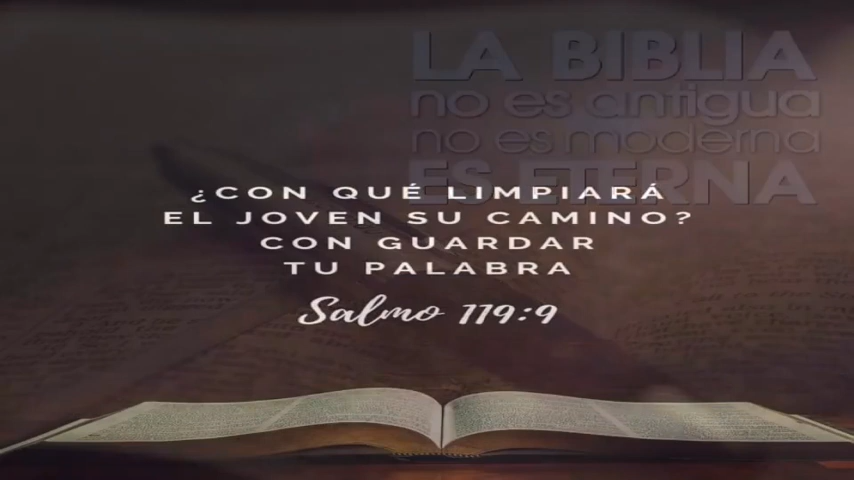 LA BIBLIA
no es antigua
no es moderna
ES ETERNA
¿CON QUÉ LIMPIARÁ
EL JOVEN SU CAMINO?
CON GUARDAR
TU PALABRA
Salmo 119:9